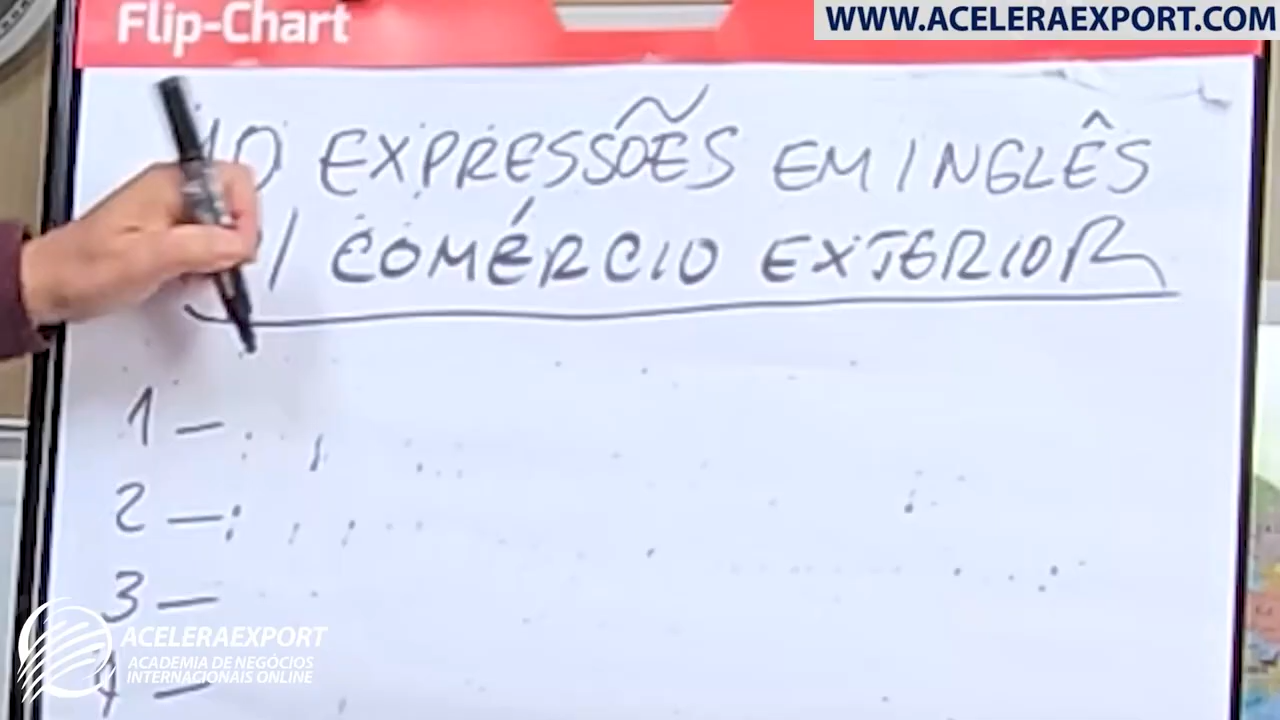 Flip-Chart
WWW.ACELERAEXPORT.COM
10 EXPRESSÕES EM INGLÊS
/ COMÉRCIO EXTERIOR
1 -
2 -
3 -
4 -
ACELERAEXPORT
ACADEMIA DE NEGÓCIOS
INTERNACIONAIS ONLINE